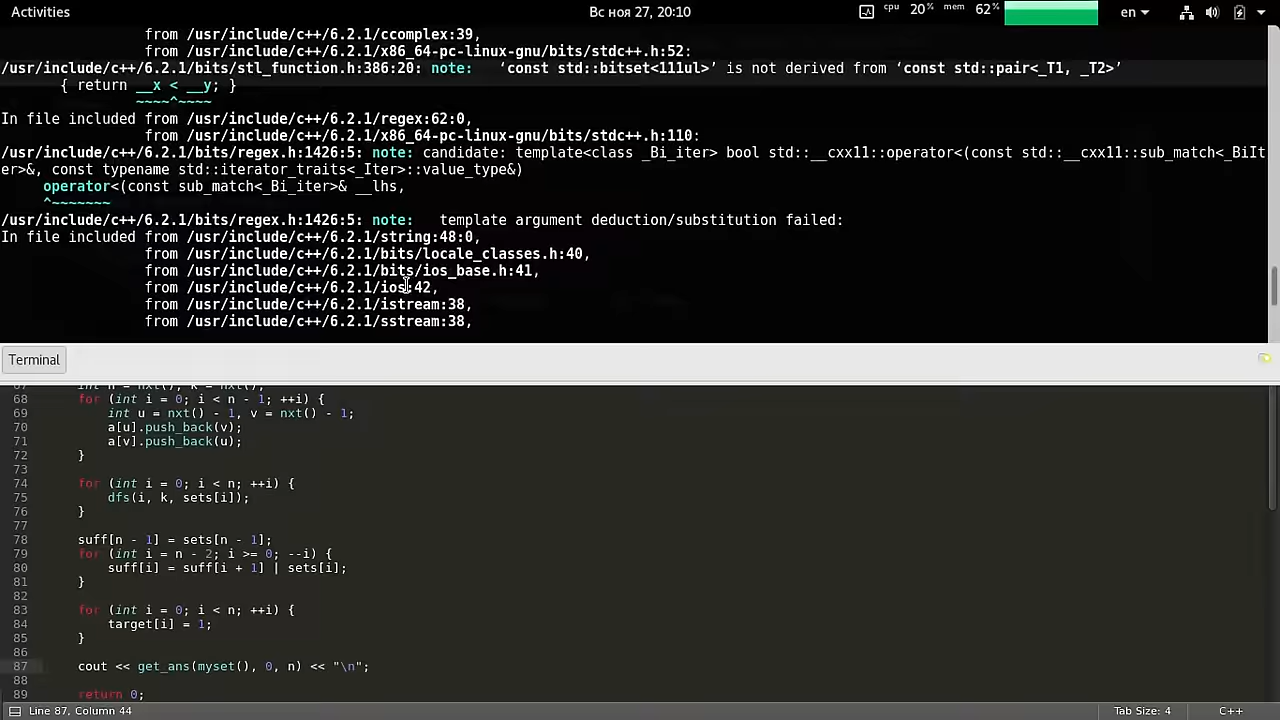 Activities
Вс ноя 27, 20:10
cpu 20% mem 62%
en
from /usr/include/c++/6.2.1/ccomplex:39,
from /usr/include/c++/6.2.1/x86_64-pc-linux-gnu/bits/stdc++.h:52:
/usr/include/c++/6.2.1/bits/stl_function.h:386:20: note:   ‘const std::bitset<111ul>’ is not derived from ‘const std::pair<_T1, _T2>’
{ return __x < __y; }
~~~~^~~~~
In file included from /usr/include/c++/6.2.1/regex:62:0,
from /usr/include/c++/6.2.1/x86_64-pc-linux-gnu/bits/stdc++.h:110:
/usr/include/c++/6.2.1/bits/regex.h:1426:5: note: candidate: template<class _Bi_iter> bool std::__cxx11::operator<(const std::__cxx11::sub_match<_BiIt
er>&, const typename std::iterator_traits<_Iter>::value_type&)
operator<(const sub_match<_Bi_iter>& __lhs,
^~~~~~~~
/usr/include/c++/6.2.1/bits/regex.h:1426:5: note:   template argument deduction/substitution failed:
In file included from /usr/include/c++/6.2.1/string:48:0,
from /usr/include/c++/6.2.1/bits/locale_classes.h:40,
from /usr/include/c++/6.2.1/bits/ios_base.h:41,
from /usr/include/c++/6.2.1/ios:42,
from /usr/include/c++/6.2.1/istream:38,
from /usr/include/c++/6.2.1/sstream:38,
Terminal
67 int n = nxt(), k = nxt();
68 for (int i = 0; i < n - 1; ++i) {
69 int u = nxt() - 1, v = nxt() - 1;
70 a[u].push_back(v);
71 a[v].push_back(u);
72 }
73
74 for (int i = 0; i < n; ++i) {
75 dfs(i, k, sets[i]);
76 }
77
78 suff[n - 1] = sets[n - 1];
79 for (int i = n - 2; i >= 0; --i) {
80 suff[i] = suff[i + 1] | sets[i];
81 }
82
83 for (int i = 0; i < n; ++i) {
84 target[i] = 1;
85 }
86
87 cout << get_ans(myset(), 0, n) << "\n";
88
89 return 0;
Line 87, Column 44
Tab Size: 4
C++